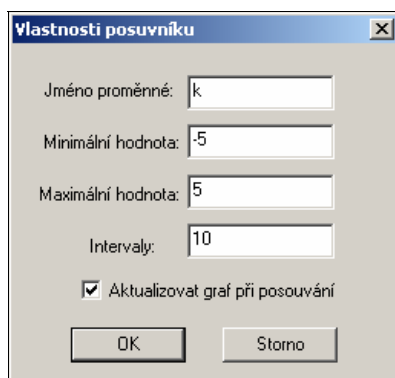 Vlastnosti posuvníku
Jméno proměnné: k
Minimální hodnota: -5
Maximální hodnota: 5
Intervaly: 10
Aktualizovat graf při posouvání
OK Storno